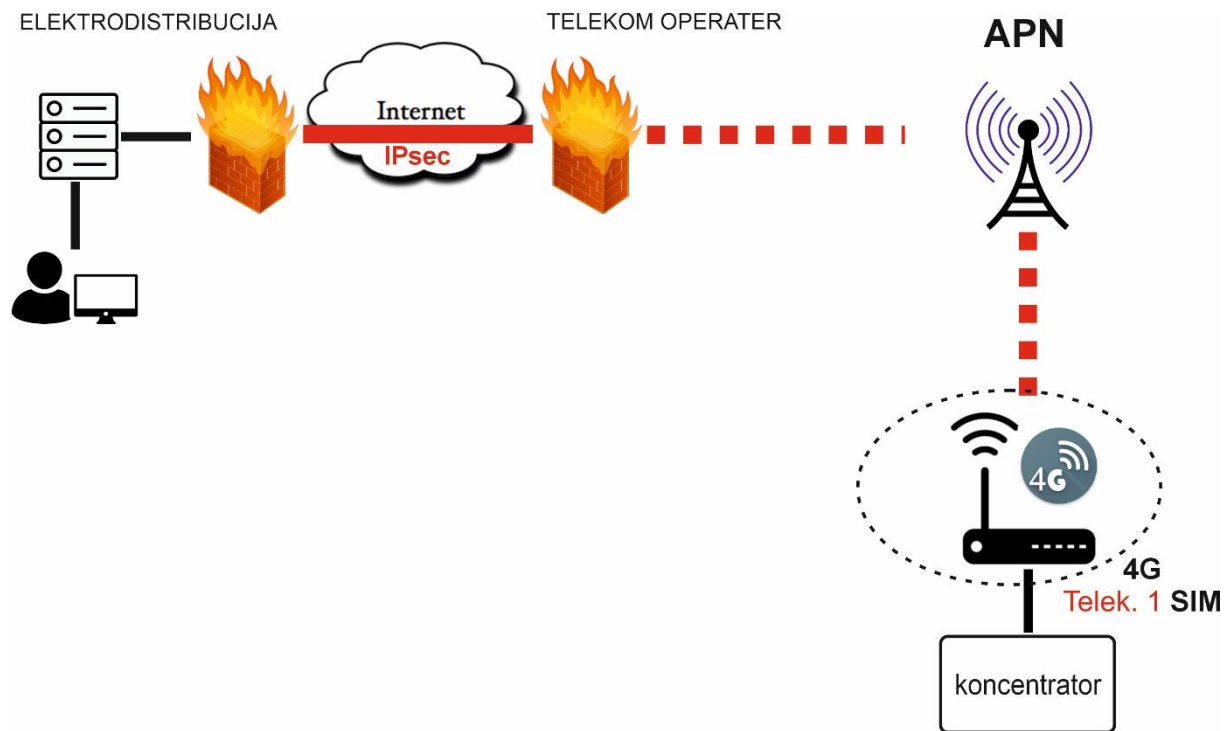 ELEKTRODISTRIBUCIJA
TELEKOM OPERATER
APN
Internet
IPsec
4G
4G
Telek. 1 SIM
koncentrator